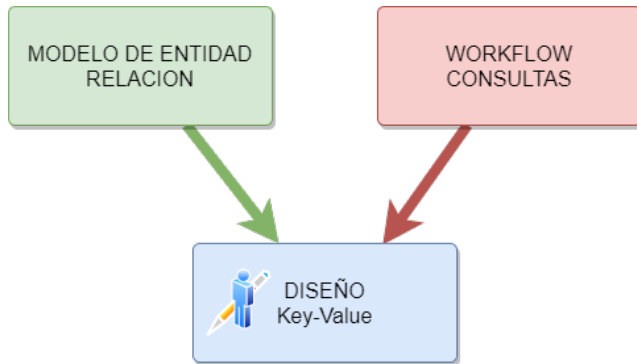 MODELO DE ENTIDAD
RELACION
WORKFLOW
CONSULTAS
DISEÑO
Key-Value